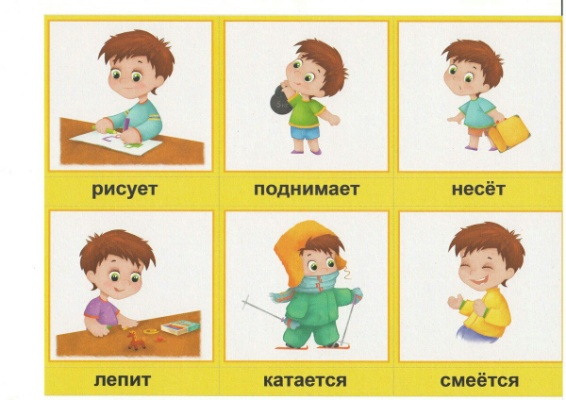 рисует поднимает несёт
лепит катается смеётся